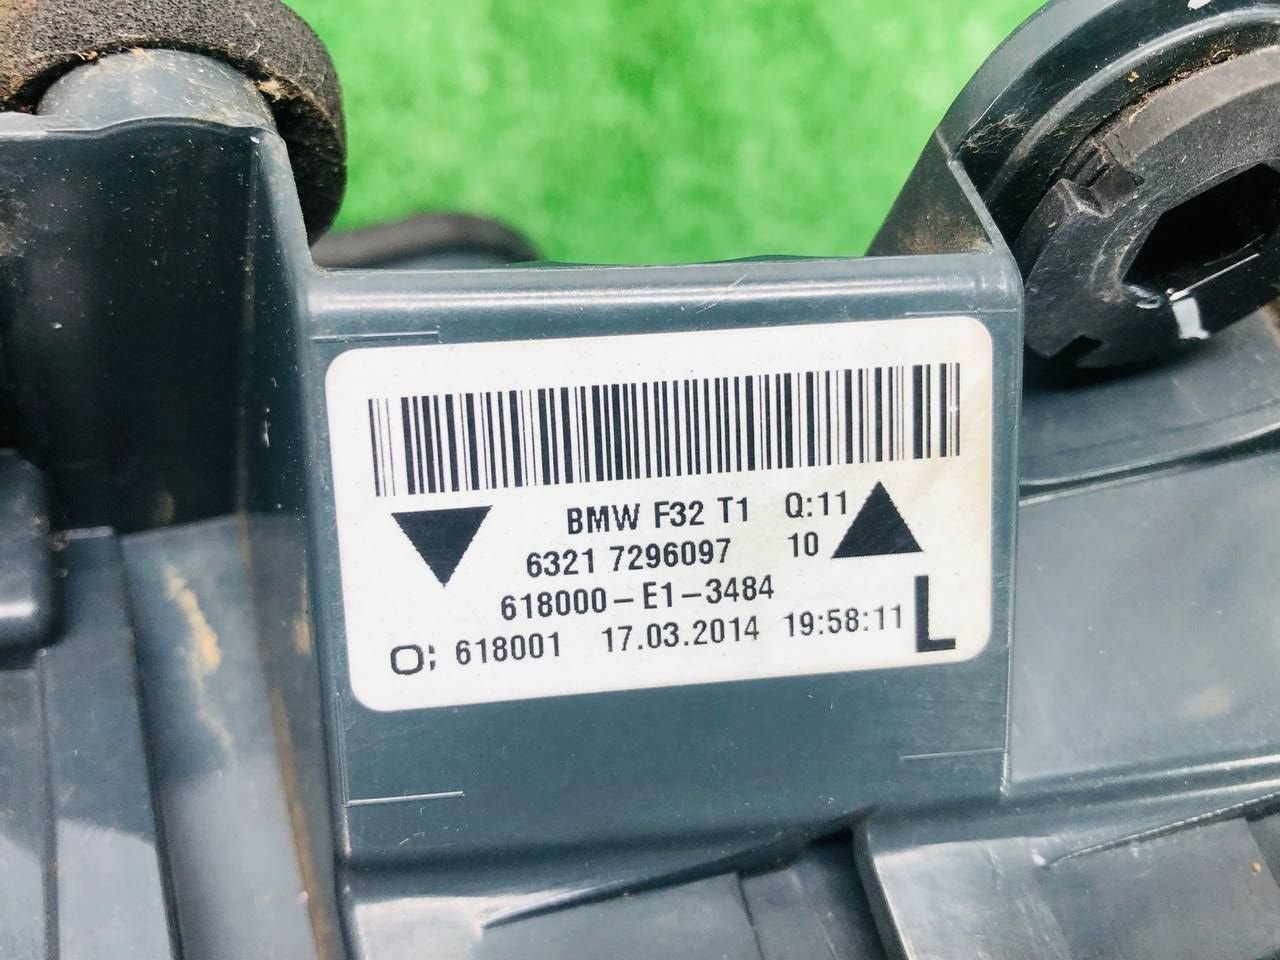 BMW F32 T1 Q:11
6321 7296097 10
618000-E1-3484
O; 618001 17.03.2014 19:58:11 L